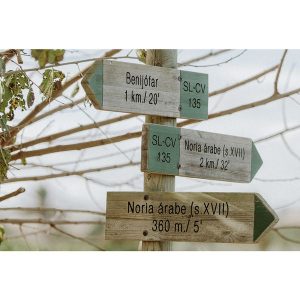 Benijófar
1 km./ 20'
SL-CV
135
SL-CV
135
Noria árabe (s.XVII)
2 km./ 32'
Noria árabe (s.XVII)
360 m./ 5'